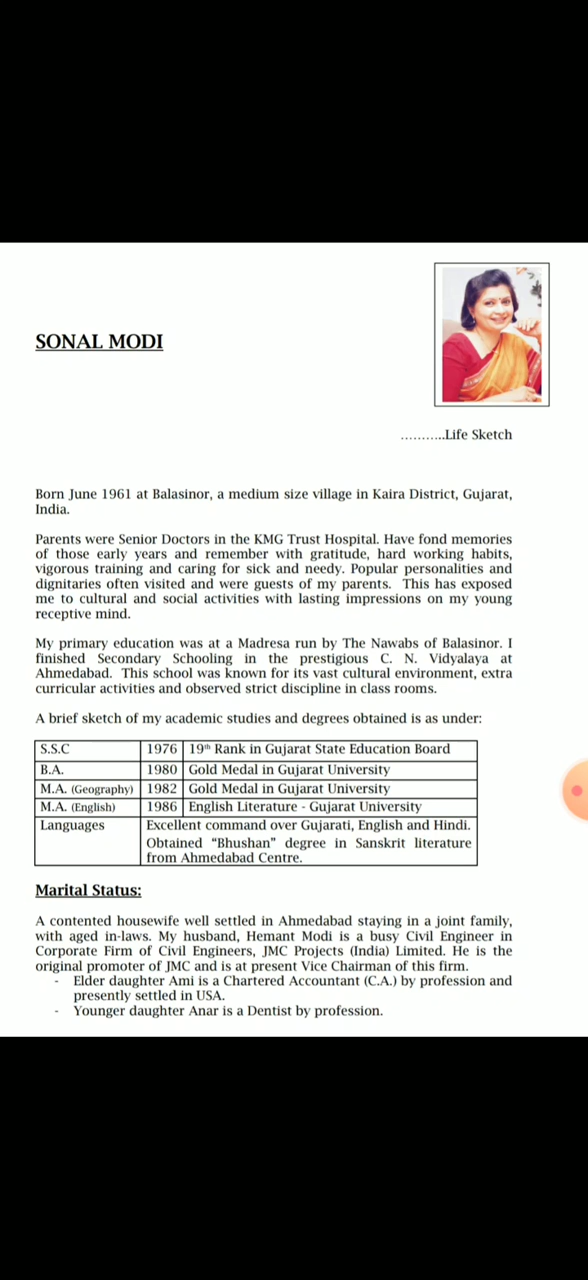 SONAL MODI
...........Life Sketch
Born June 1961 at Balasinor, a medium size village in Kaira District, Gujarat,
India.
Parents were Senior Doctors in the KMG Trust Hospital. Have fond memories
of those early years and remember with gratitude, hard working habits,
vigorous training and caring for sick and needy. Popular personalities and
dignitaries often visited and were guests of my parents.  This has exposed
me to cultural and social activities with lasting impressions on my young
receptive mind.
My primary education was at a Madresa run by The Nawabs of Balasinor. I
finished Secondary Schooling in the prestigious C. N. Vidyalaya at
Ahmedabad.  This school was known for its vast cultural environment, extra
curricular activities and observed strict discipline in class rooms.
A brief sketch of my academic studies and degrees obtained is as under:
S.S.C 1976 19th Rank in Gujarat State Education Board
B.A. 1980 Gold Medal in Gujarat University
M.A. (Geography) 1982 Gold Medal in Gujarat University
M.A. (English) 1986 English Literature - Gujarat University
Languages Excellent command over Gujarati, English and Hindi.
Obtained “Bhushan” degree in Sanskrit literature
from Ahmedabad Centre.
Marital Status:
A contented housewife well settled in Ahmedabad staying in a joint family,
with aged in-laws. My husband, Hemant Modi is a busy Civil Engineer in
Corporate Firm of Civil Engineers, JMC Projects (India) Limited. He is the
original promoter of JMC and is at present Vice Chairman of this firm.
- Elder daughter Ami is a Chartered Accountant (C.A.) by profession and
presently settled in USA.
- Younger daughter Anar is a Dentist by profession.